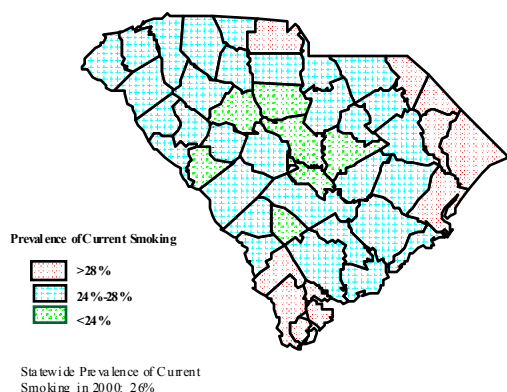 Prevalence of Current Smoking
>28%
24%-28%
<24%
Statewide Prevalence of Current
Smoking in 2000: 26%